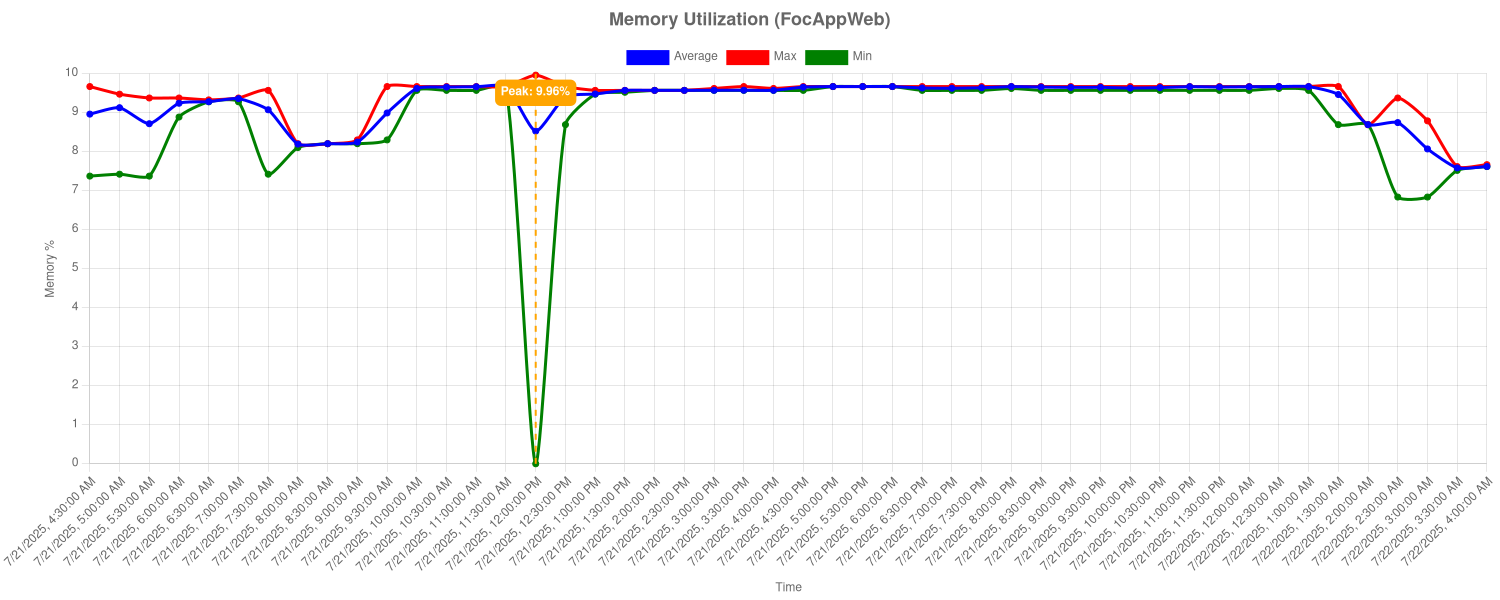 Memory Utilization (FocAppWeb)
Average Max Min
10
9
8
7
6
5
4
3
2
1
0
Memory %
Peak: 9.96%
7/21/2025, 4:30:00 AM
7/21/2025, 5:00:00 AM
7/21/2025, 5:30:00 AM
7/21/2025, 6:00:00 AM
7/21/2025, 6:30:00 AM
7/21/2025, 7:00:00 AM
7/21/2025, 7:30:00 AM
7/21/2025, 8:00:00 AM
7/21/2025, 8:30:00 AM
7/21/2025, 9:00:00 AM
7/21/2025, 9:30:00 AM
7/21/2025, 10:00:00 AM
7/21/2025, 10:30:00 AM
7/21/2025, 11:00:00 AM
7/21/2025, 11:30:00 AM
7/21/2025, 12:00:00 PM
7/21/2025, 12:30:00 PM
7/21/2025, 1:00:00 PM
7/21/2025, 1:30:00 PM
7/21/2025, 2:00:00 PM
7/21/2025, 2:30:00 PM
7/21/2025, 3:00:00 PM
7/21/2025, 3:30:00 PM
7/21/2025, 4:00:00 PM
7/21/2025, 4:30:00 PM
7/21/2025, 5:00:00 PM
7/21/2025, 5:30:00 PM
7/21/2025, 6:00:00 PM
7/21/2025, 6:30:00 PM
7/21/2025, 7:00:00 PM
7/21/2025, 7:30:00 PM
7/21/2025, 8:00:00 PM
7/21/2025, 8:30:00 PM
7/21/2025, 9:00:00 PM
7/21/2025, 9:30:00 PM
7/21/2025, 10:00:00 PM
7/21/2025, 10:30:00 PM
7/21/2025, 11:00:00 PM
7/21/2025, 11:30:00 PM
7/22/2025, 12:00:00 AM
7/22/2025, 12:30:00 AM
7/22/2025, 1:00:00 AM
7/22/2025, 1:30:00 AM
7/22/2025, 2:00:00 AM
7/22/2025, 2:30:00 AM
7/22/2025, 3:00:00 AM
7/22/2025, 3:30:00 AM
7/22/2025, 4:00:00 AM
Time